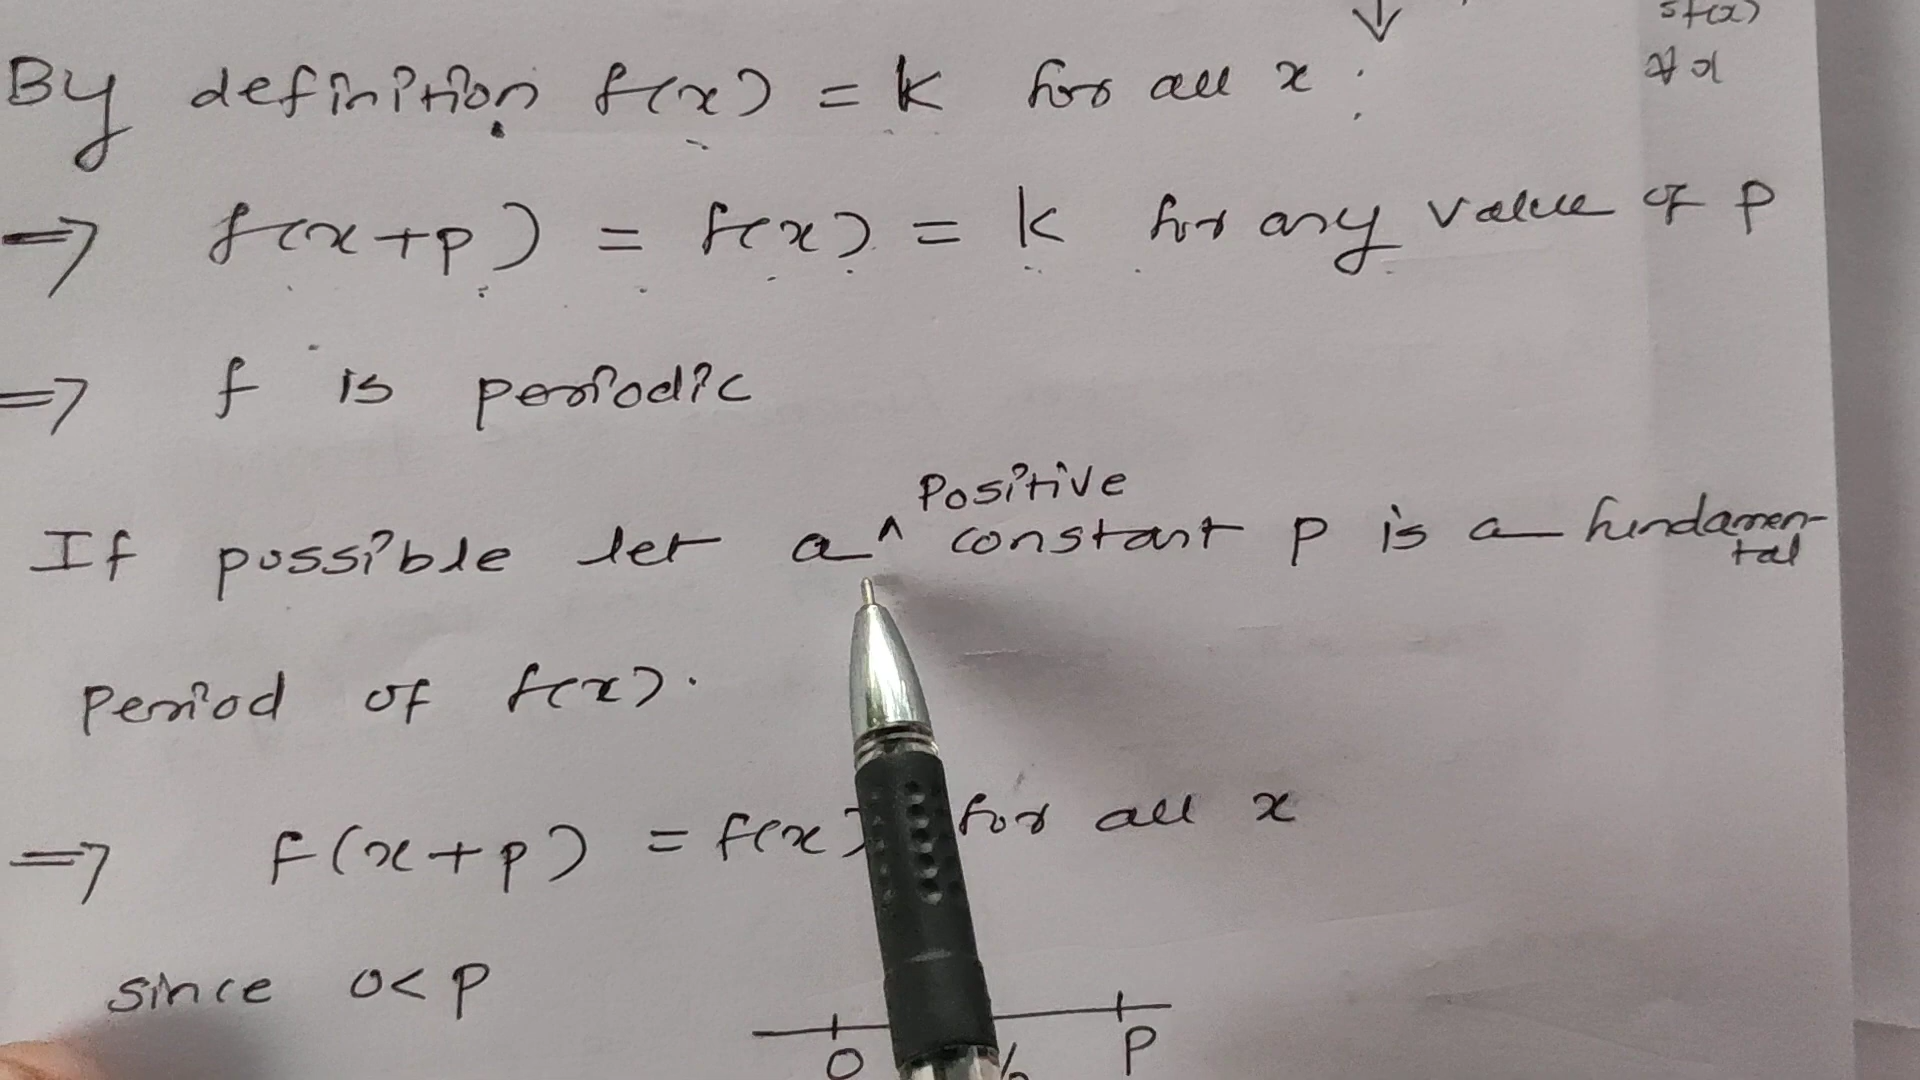 f(x)
∀ x
By definition f(x) = k for all x :
⇒ f(x+p) = f(x) = k for any value of p
⇒ f is periodic
If possible let a ^ Positive constant p is a fundamental
Period of f(x).
⇒ f(x+p) = f(x) for all x
since 0<p
0 P